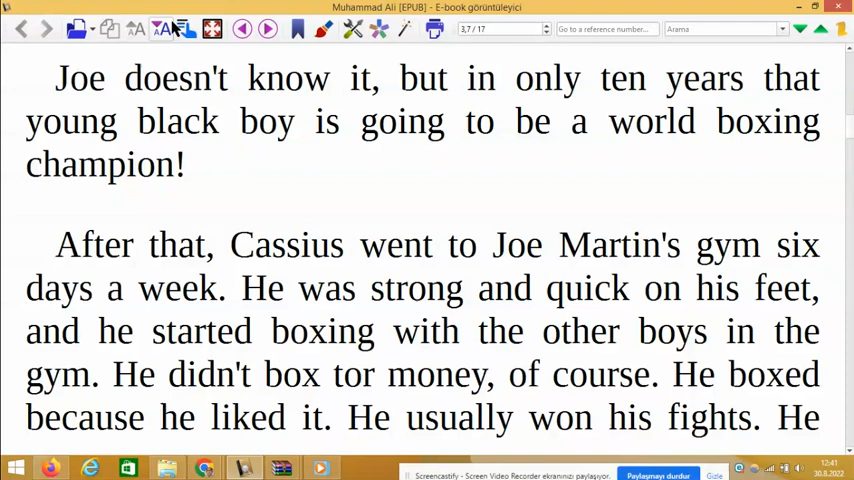 Muhammad Ali [EPUB] - E-book görüntüleyici
3,7 / 17
Go to a reference number...
Arama
Joe doesn't know it, but in only ten years that
young black boy is going to be a world boxing
champion!
After that, Cassius went to Joe Martin's gym six
days a week. He was strong and quick on his feet,
and he started boxing with the other boys in the
gym. He didn't box tor money, of course. He boxed
because he liked it. He usually won his fights. He
12:41
30.8.2022
Screencastify - Screen Video Recorder ekranınızı paylaşıyor.
Paylaşmayı durdur
Gizle